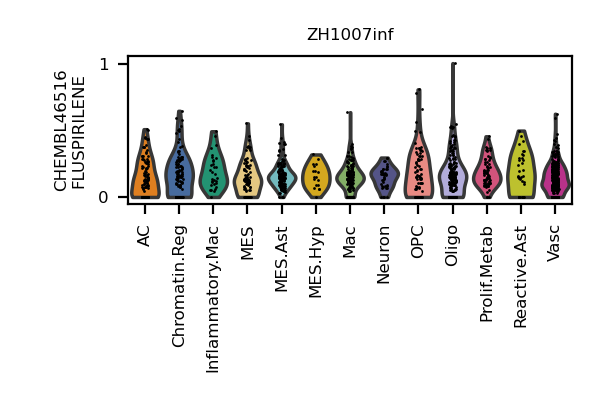 ZH1007inf
CHEMBL46516
FLUSPIRILENE
1
0
AC
Chromatin.Reg
Inflammatory.Mac
MES
MES.Ast
MES.Hyp
Mac
Neuron
OPC
Oligo
Prolif.Metab
Reactive.Ast
Vasc